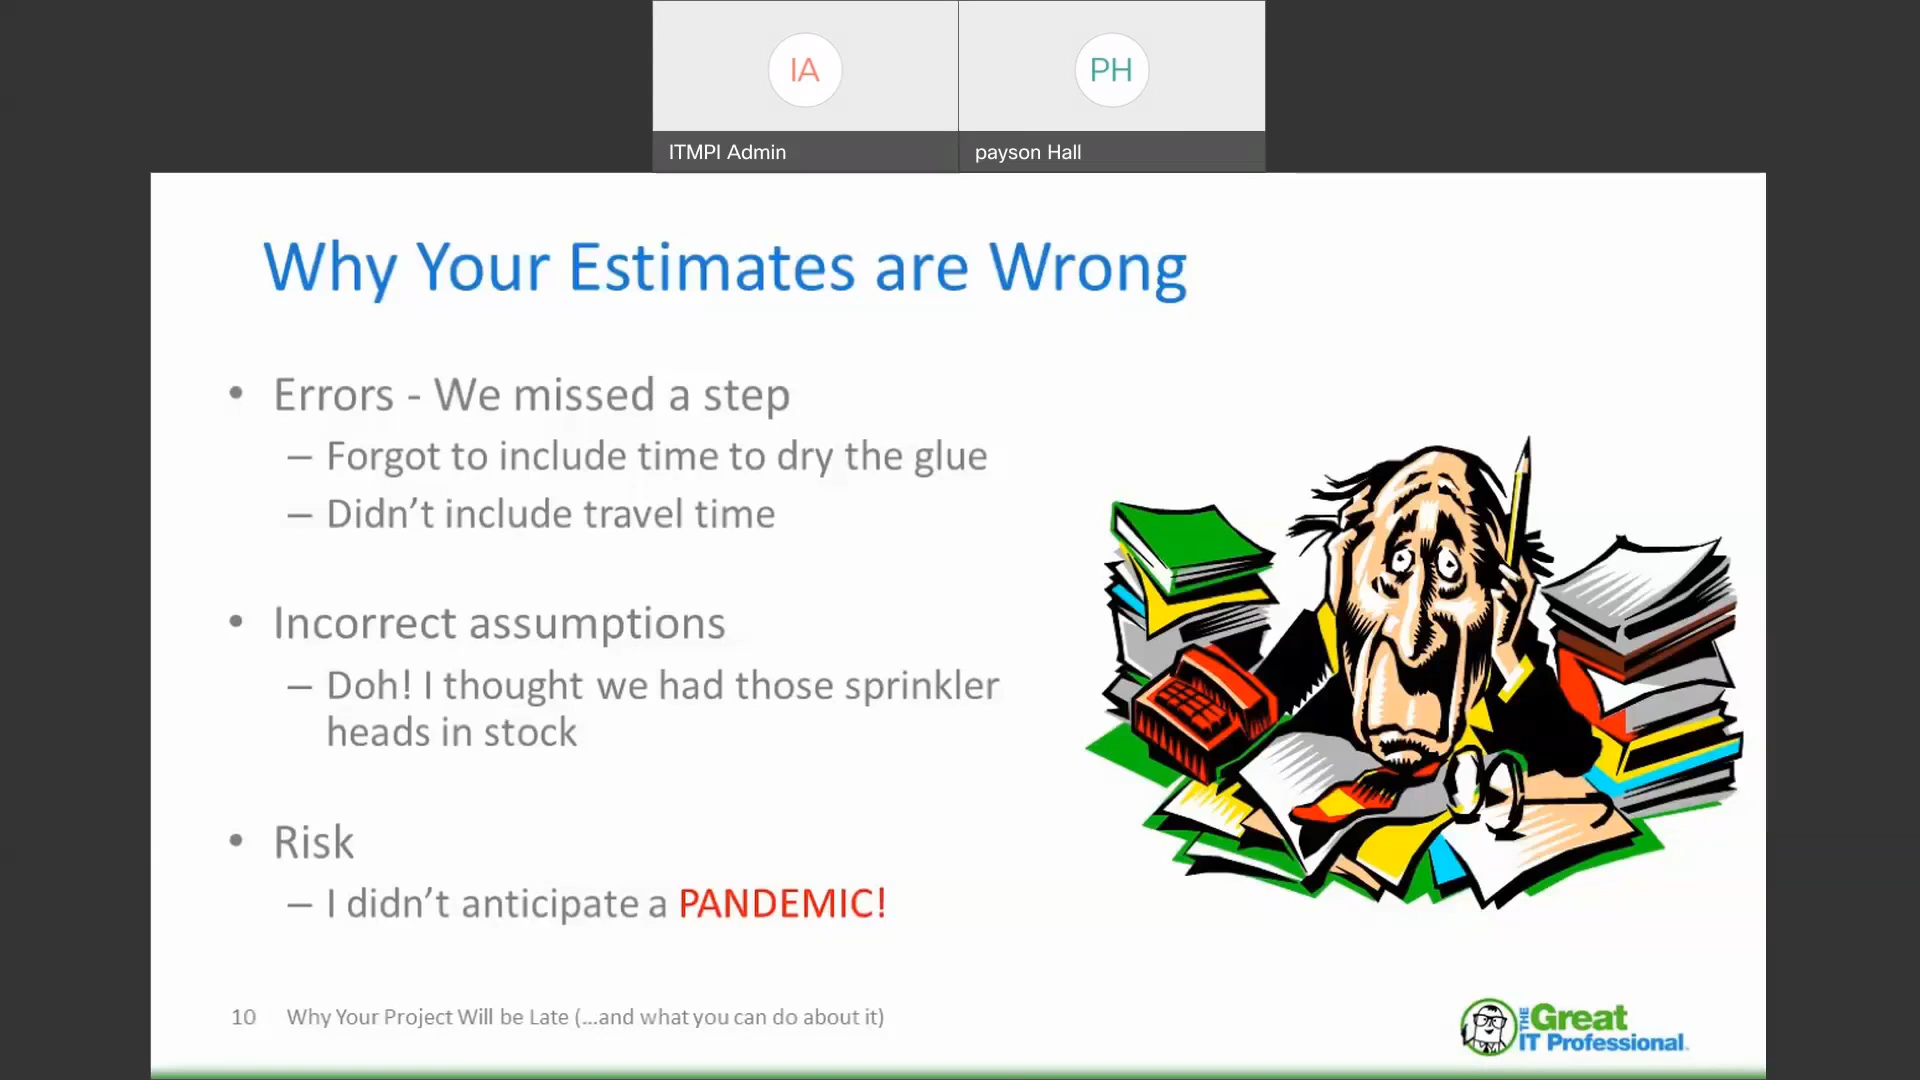 IA
PH
ITMPI Admin
payson Hall
Why Your Estimates are Wrong
• Errors - We missed a step
– Forgot to include time to dry the glue
– Didn't include travel time
• Incorrect assumptions
– Doh! I thought we had those sprinkler
heads in stock
• Risk
– I didn't anticipate a PANDEMIC!
10 Why Your Project Will be Late (...and what you can do about it)
THE Great
IT Professional